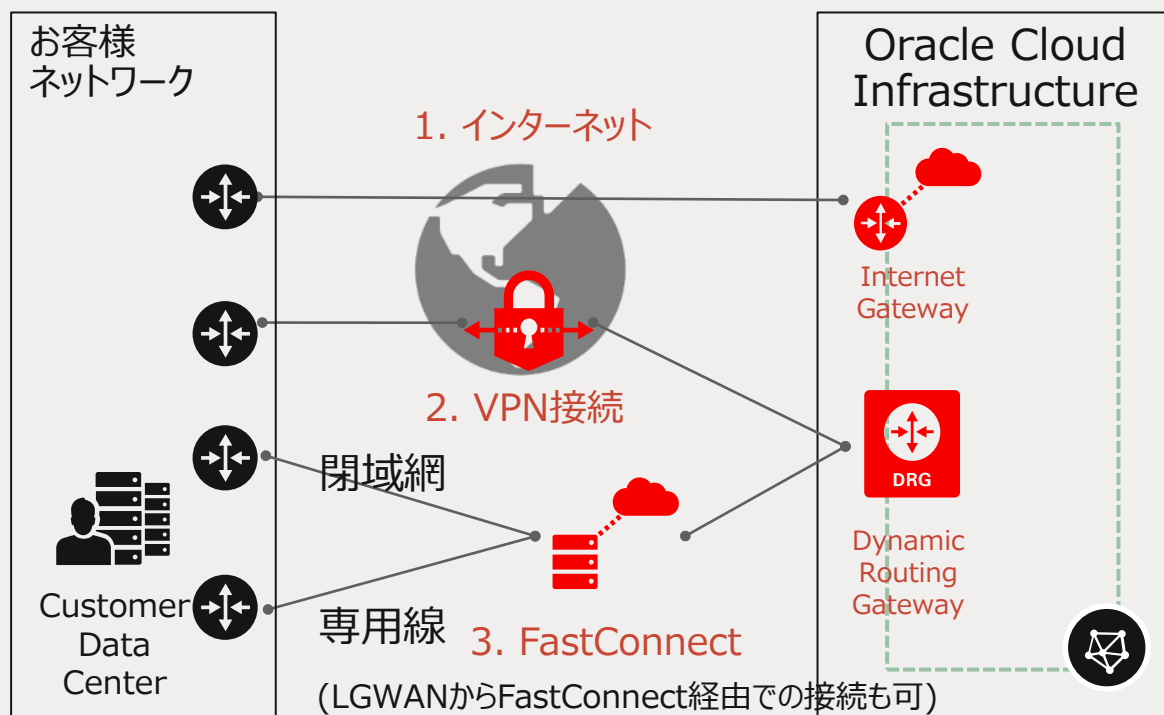 お客様
ネットワーク
Oracle Cloud
Infrastructure
1. インターネット
Internet
Gateway
2. VPN接続
閉域網
DRG
Dynamic
Routing
Gateway
Customer
Data
Center
専用線
3. FastConnect
(LGWANからFastConnect経由での接続も可)